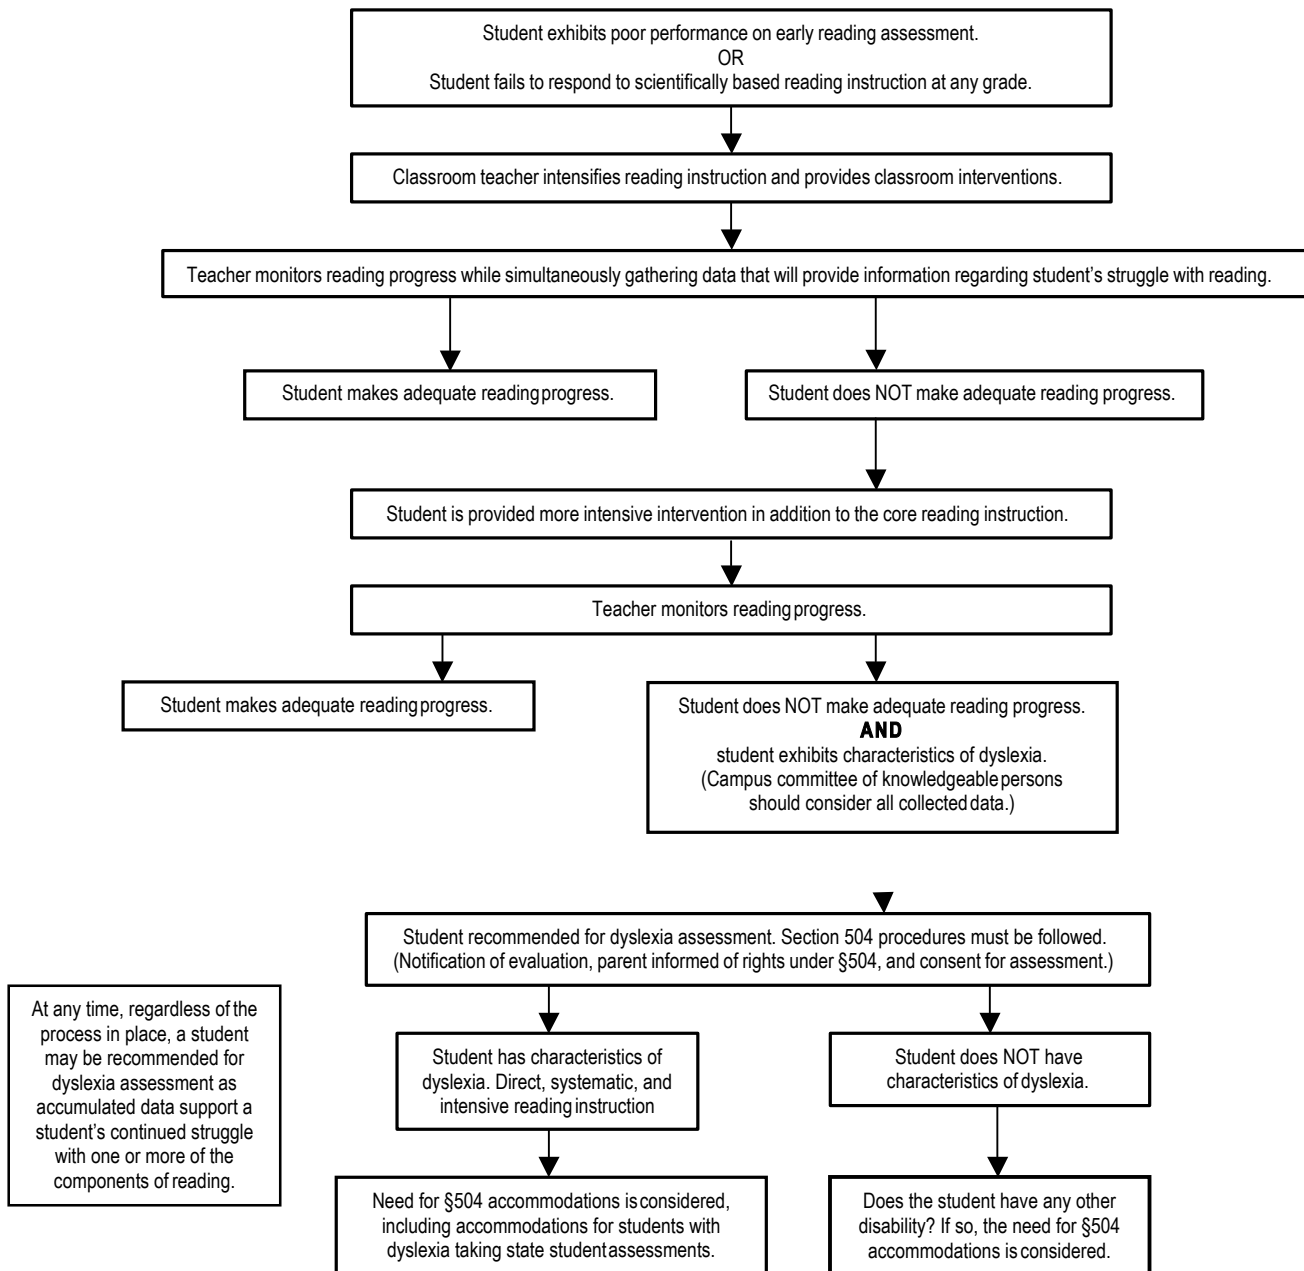 Student exhibits poor performance on early reading assessment.
OR
Student fails to respond to scientifically based reading instruction at any grade.
Classroom teacher intensifies reading instruction and provides classroom interventions.
Teacher monitors reading progress while simultaneously gathering data that will provide information regarding student’s struggle with reading.
Student makes adequate reading progress.
Student does NOT make adequate reading progress.
Student is provided more intensive intervention in addition to the core reading instruction.
Teacher monitors reading progress.
Student makes adequate reading progress.
Student does NOT make adequate reading progress.
AND
student exhibits characteristics of dyslexia.
(Campus committee of knowledgeable persons
should consider all collected data.)
Student recommended for dyslexia assessment. Section 504 procedures must be followed.
(Notification of evaluation, parent informed of rights under §504, and consent for assessment.)
At any time, regardless of the
process in place, a student
may be recommended for
dyslexia assessment as
accumulated data support a
student’s continued struggle
with one or more of the
components of reading.
Student has characteristics of
dyslexia. Direct, systematic, and
intensive reading instruction
Student does NOT have
characteristics of dyslexia.
Need for §504 accommodations is considered,
including accommodations for students with
dyslexia taking state student assessments.
Does the student have any other
disability? If so, the need for §504
accommodations is considered.